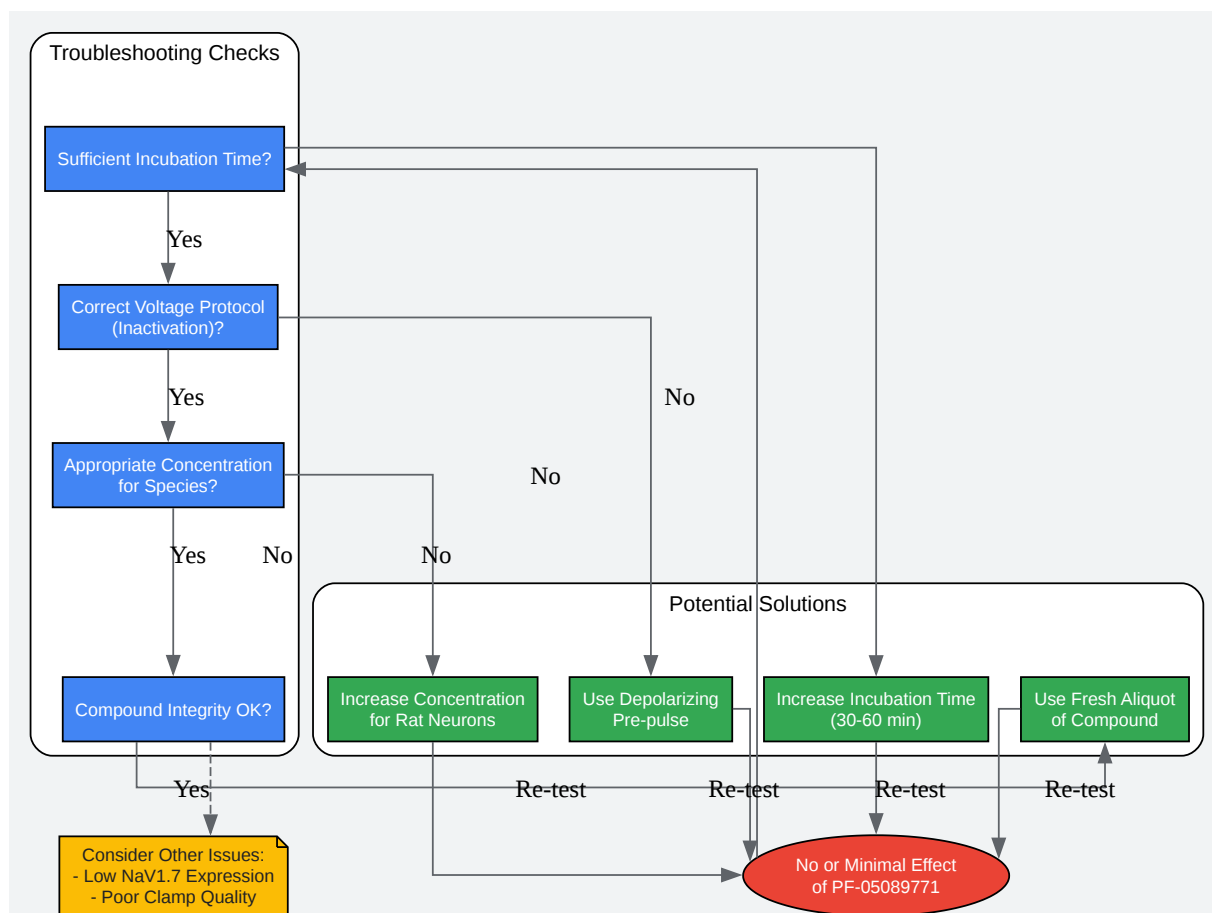 Troubleshooting Checks
Sufficient Incubation Time?
Yes
Correct Voltage Protocol
(Inactivation)?
Yes
No
Appropriate Concentration
for Species?
No
Yes
No
No
Potential Solutions
Compound Integrity OK?
Increase Concentration
for Rat Neurons
Use Depolarizing
Pre-pulse
Increase Incubation Time
(30-60 min)
Use Fresh Aliquot
of Compound
Yes
Re-test
Re-test
Re-test
Re-test
Consider Other Issues:
- Low NaV1.7 Expression
- Poor Clamp Quality
No or Minimal Effect
of PF-05089771